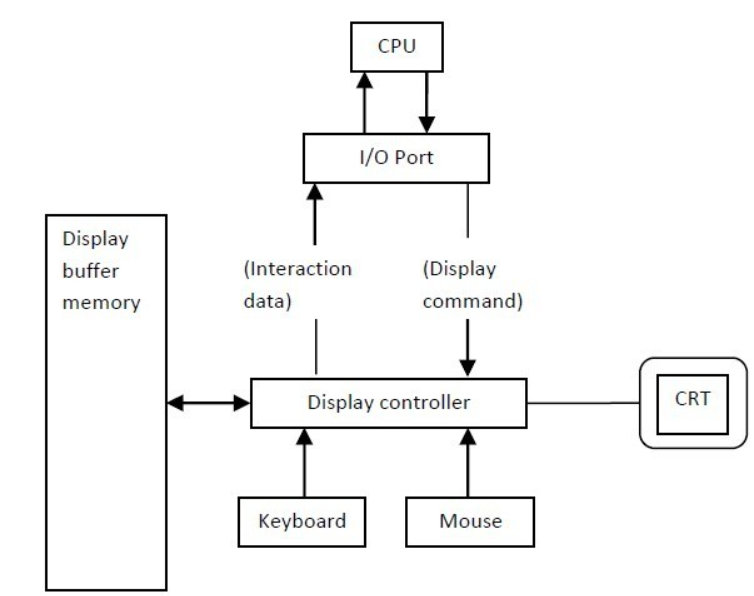 CPU
I/O Port
Display
buffer
memory
(Interaction
data)
(Display
command)
Display controller
CRT
Keyboard
Mouse